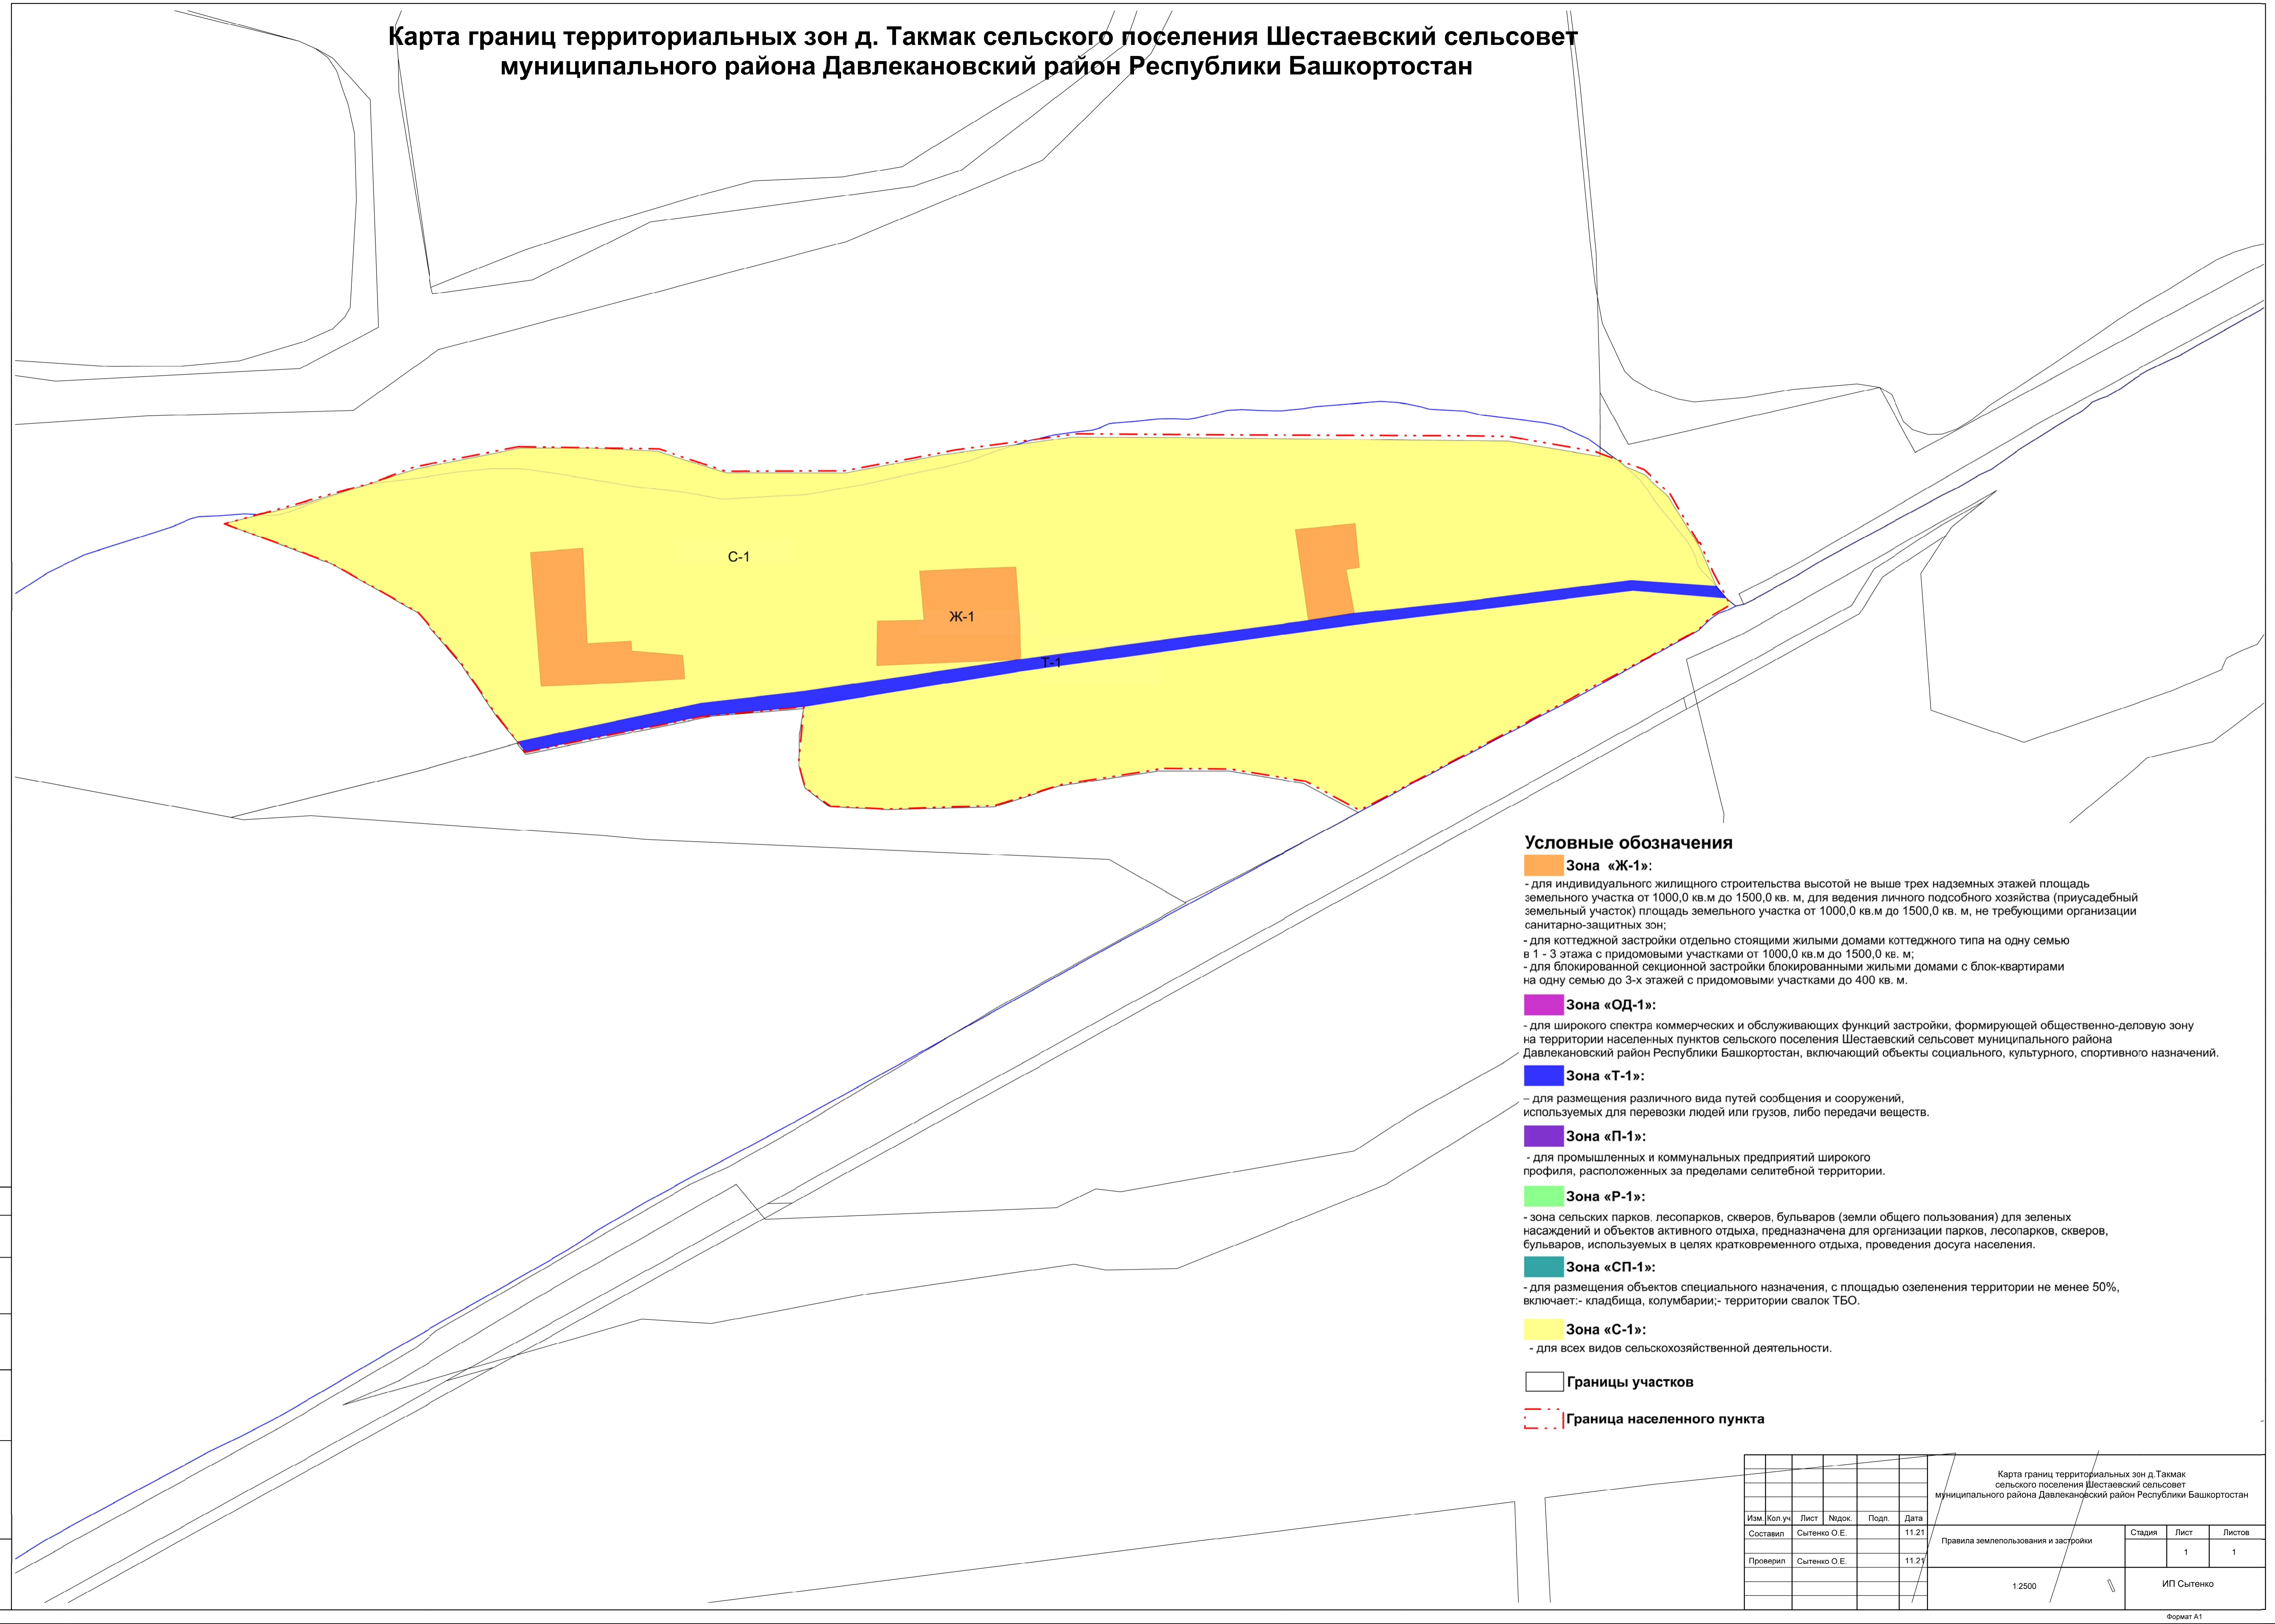 Карта границ территориальных зон д. Такмак сельского поселения Шестаевский сельсовет
муниципального района Давлекановский район Республики Башкортостан
С-1
Ж-1
Т-1
Условные обозначения
Зона «Ж-1»:
- для индивидуального жилищного строительства высотой не выше трех надземных этажей площадь
земельного участка от 1000,0 кв.м до 1500,0 кв. м, для ведения личного подсобного хозяйства (приусадебный
земельный участок) площадь земельного участка от 1000,0 кв.м до 1500,0 кв. м, не требующими организации
санитарно-защитных зон;
- для коттеджной застройки отдельно стоящими жилыми домами коттеджного типа на одну семью
в 1 - 3 этажа с придомовыми участками от 1000,0 кв.м до 1500,0 кв. м;
- для блокированной секционной застройки блокированными жилыми домами с блок-квартирами
на одну семью до 3-х этажей с придомовыми участками до 400 кв. м.
Зона «ОД-1»:
- для широкого спектра коммерческих и обслуживающих функций застройки, формирующей общественно-деловую зону
на территории населенных пунктов сельского поселения Шестаевский сельсовет муниципального района
Давлекановский район Республики Башкортостан, включающий объекты социального, культурного, спортивного назначений.
Зона «Т-1»:
– для размещения различного вида путей сообщения и сооружений,
используемых для перевозки людей или грузов, либо передачи веществ.
Зона «П-1»:
- для промышленных и коммунальных предприятий широкого
профиля, расположенных за пределами селитебной территории.
Зона «Р-1»:
- зона сельских парков, лесопарков, скверов, бульваров (земли общего пользования) для зеленых
насаждений и объектов активного отдыха, предназначена для организации парков, лесопарков, скверов,
бульваров, используемых в целях кратковременного отдыха, проведения досуга населения.
Зона «СП-1»:
- для размещения объектов специального назначения, с площадью озеленения территории не менее 50%,
включает:- кладбища, колумбарии;- территории свалок ТБО.
Зона «С-1»:
- для всех видов сельскохозяйственной деятельности.
Границы участков
Граница населенного пункта
Карта границ территориальных зон д.Такмак
сельского поселения Шестаевский сельсовет
муниципального района Давлекановский район Республики Башкортостан
Изм. Кол.уч Лист №док. Подп. Дата
Составил Сытенко О.Е. 11.21
Правила землепользования и застройки
Стадия Лист Листов
1 1
Проверил Сытенко О.Е. 11.21
1:2500
ИП Сытенко
Формат А1